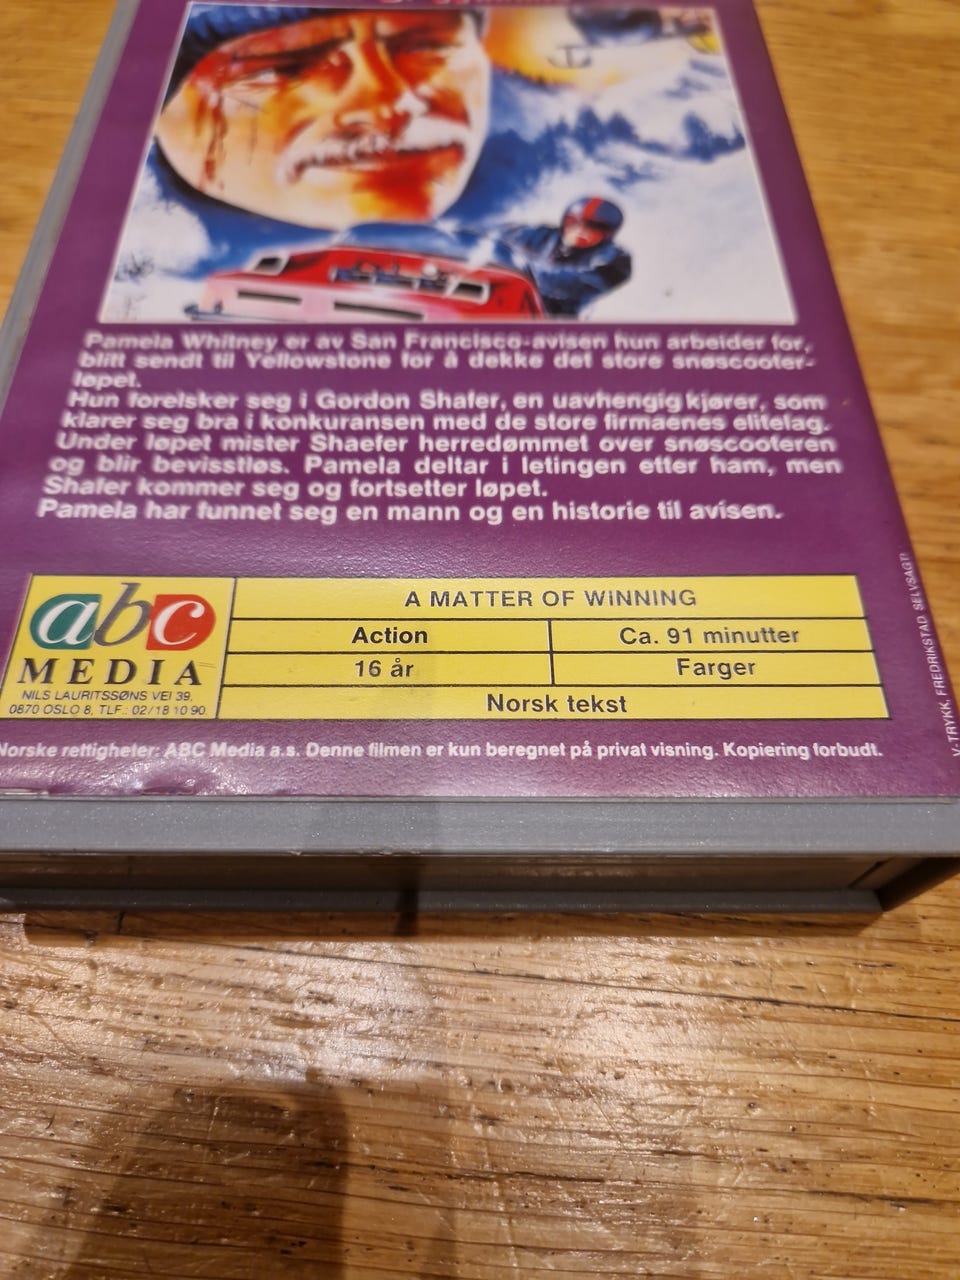 Pamela Whitney er av San Francisco-avisen hun arbeider for,
blitt sendt til Yellowstone for å dekke det store snøscooter-
løpet.
Hun forelsker seg i Gordon Shafer, en uavhengig kjører, som
klarer seg bra i konkuransen med de store firmaenes elitelag.
Under løpet mister Shaefer herredømmet over snøscooteren
og blir bevisstløs. Pamela deltar i letingen etter ham, men
Shafer kommer seg og fortsetter løpet.
Pamela har funnet seg en mann og en historie til avisen.
abc
MEDIA
NILS LAURITSSØNS VEI 39,
0870 OSLO 8, TLF.: 02/18 10 90
A MATTER OF WINNING
Action
Ca. 91 minutter
16 år
Farger
Norsk tekst
Norske rettigheter: ABC Media a.s. Denne filmen er kun beregnet på privat visning. Kopiering forbudt.
V-TRYKK, FREDRIKSTAD SELVSAGT!